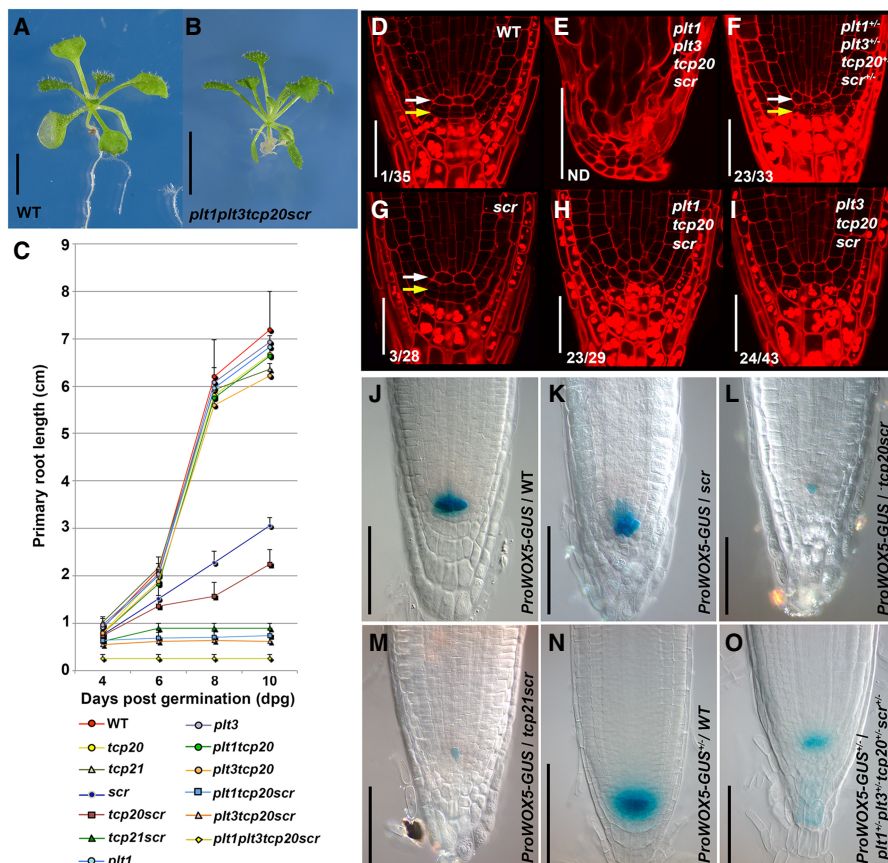 A
B
WT
plt1plt3tcp20scr
C
Primary root length (cm)
9
8
7
6
5
4
3
2
1
0
4 6 8 10
Days post germination (dpg)
WT
tcp20
tcp21
scr
tcp20scr
tcp21scr
plt1
plt3
plt1tcp20
plt3tcp20
plt1tcp20scr
plt3tcp20scr
plt1plt3tcp20scr
D
WT
1/35
E
plt1
plt3
tcp20
scr
ND
F
plt1+/-
plt3+/-
tcp20+
scr+/-
23/33
G
scr
3/28
H
plt1
tcp20
scr
23/29
I
plt3
tcp20
scr
24/43
J
ProWOX5-GUS / WT
K
ProWOX5-GUS / scr
L
ProWOX5-GUS / tcp20scr
M
ProWOX5-GUS / tcp21scr
N
ProWOX5-GUS+/-/ WT
O
ProWOX5-GUS+/- /
plt1+/-plt3+/-tcp20+/-scr+/-